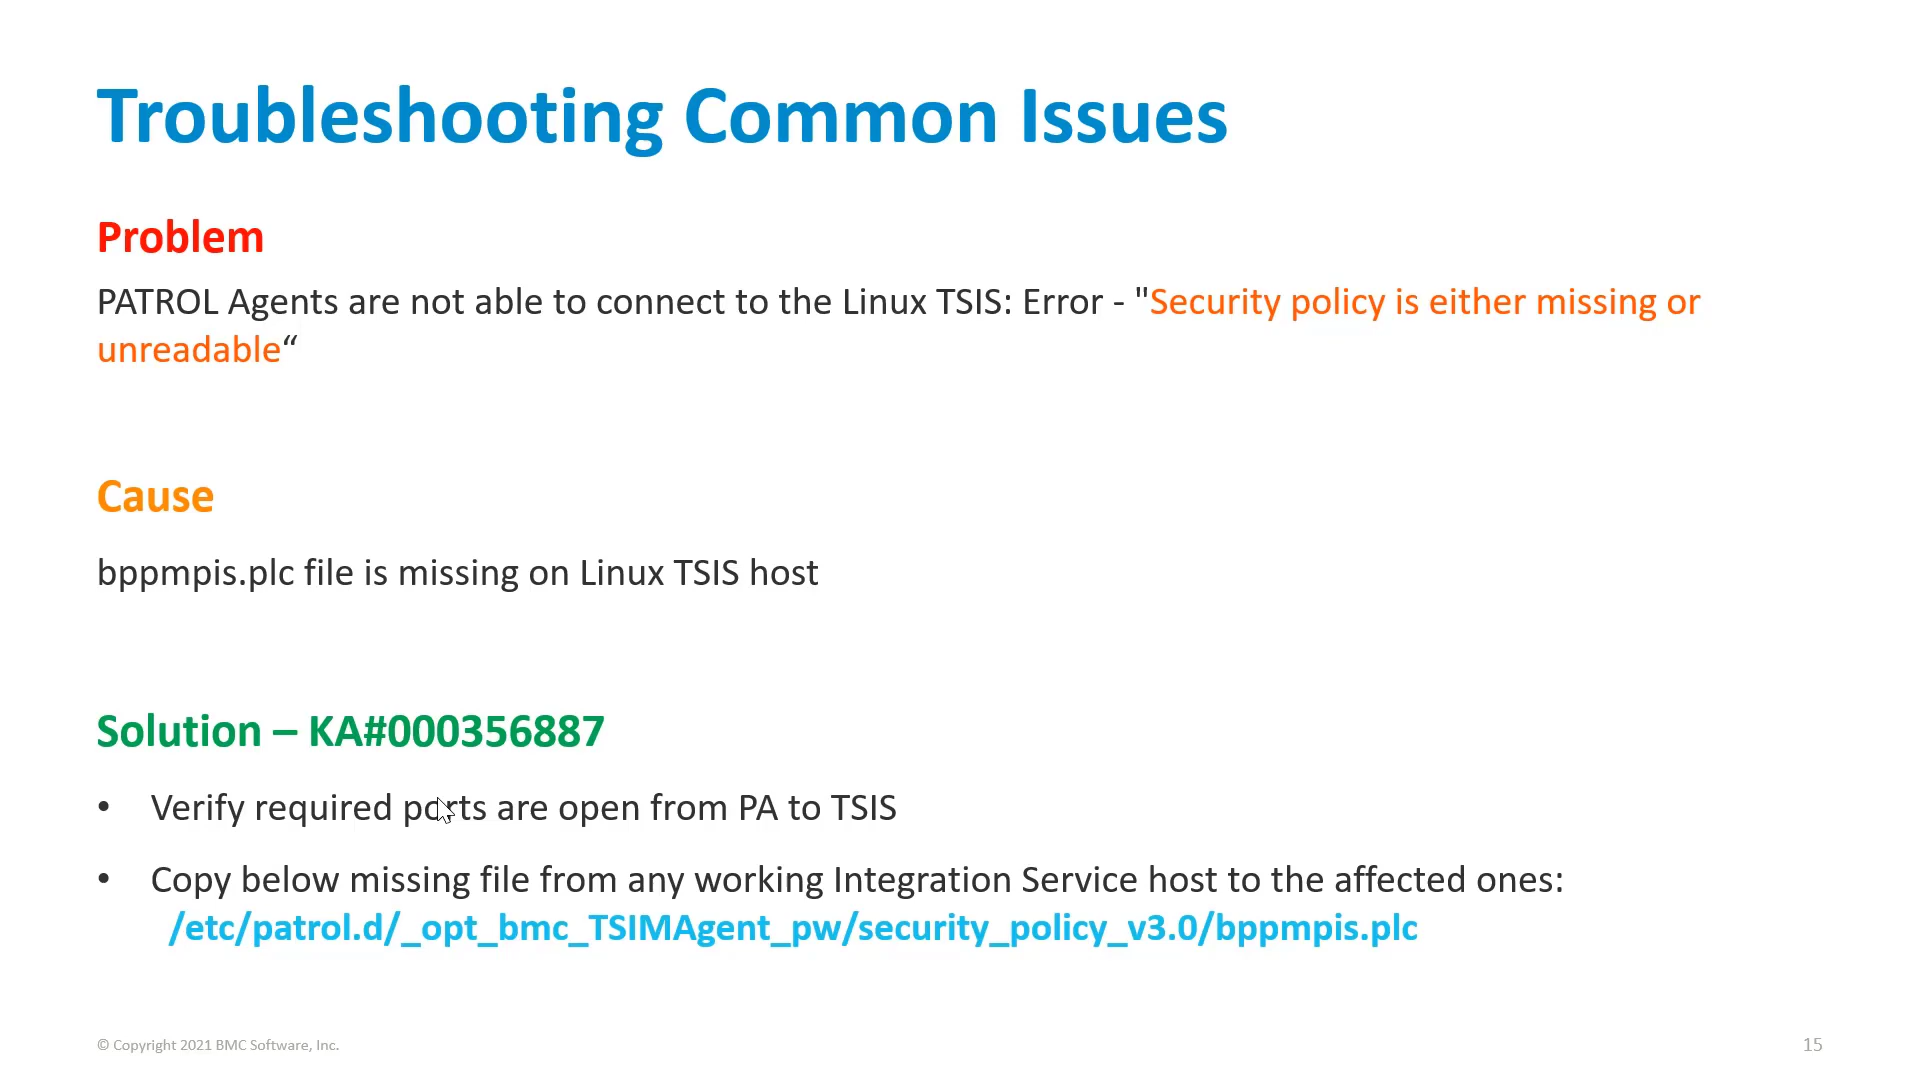 Troubleshooting Common Issues
Problem
PATROL Agents are not able to connect to the Linux TSIS: Error - "Security policy is either missing or
unreadable“
Cause
bppmpis.plc file is missing on Linux TSIS host
Solution – KA#000356887
• Verify required ports are open from PA to TSIS
• Copy below missing file from any working Integration Service host to the affected ones:
/etc/patrol.d/_opt_bmc_TSIMAgent_pw/security_policy_v3.0/bppmpis.plc
© Copyright 2021 BMC Software, Inc.
15